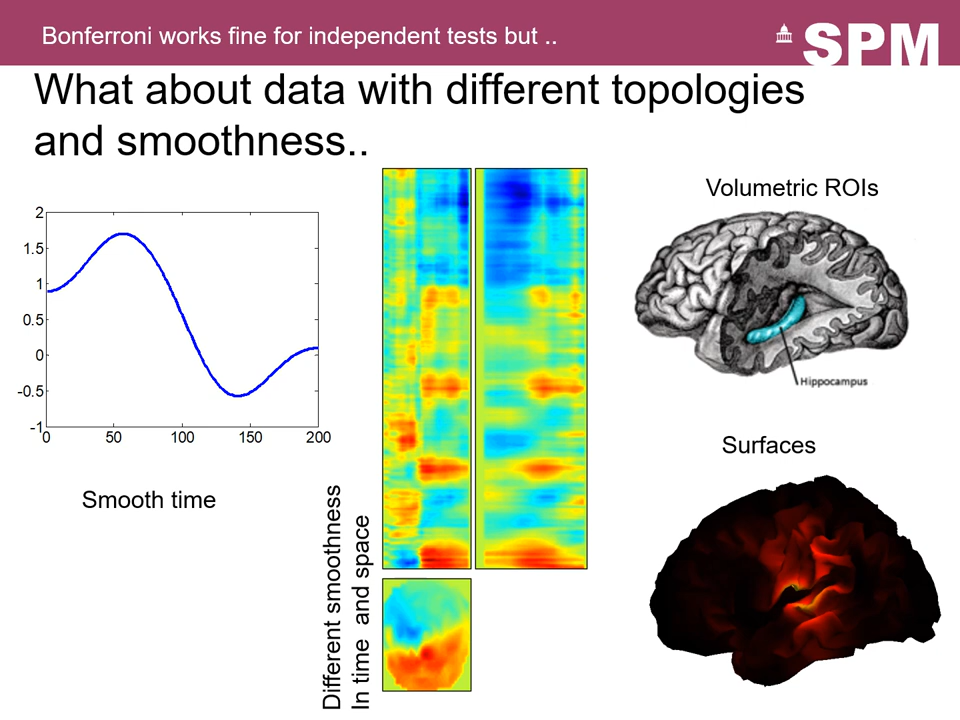 Bonferroni works fine for independent tests but ..
SPM
What about data with different topologies
and smoothness..
2
1.5
1
0.5
0
-0.5
-1
0 50 100 150 200
Smooth time
Different smoothness
In time and space
Volumetric ROIs
Hippocampus
Surfaces